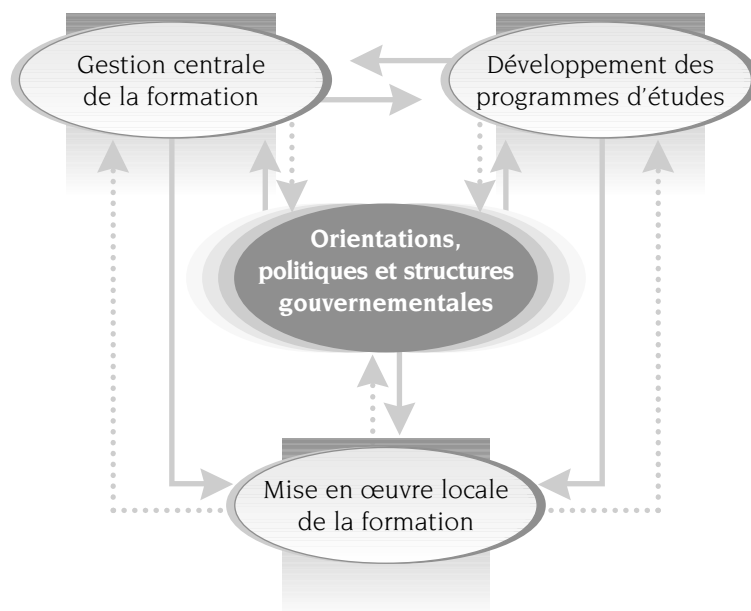 Gestion centrale
de la formation
Développement des
programmes d'études
Orientations,
politiques et structures
gouvernementales
Mise en œuvre locale
de la formation